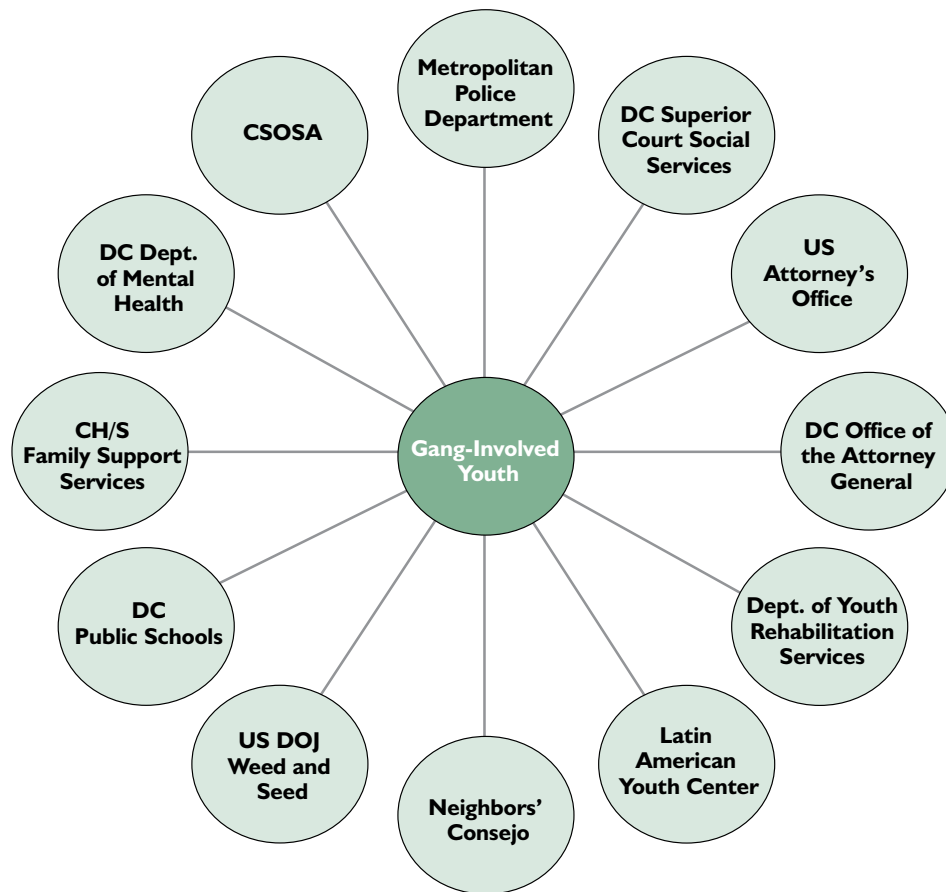 Metropolitan
Police
Department
DC Superior
Court Social
Services
US
Attorney’s
Office
DC Office of
the Attorney
General
Dept. of Youth
Rehabilitation
Services
Latin
American
Youth Center
Neighbors’
Consejo
US DOJ
Weed and
Seed
DC
Public Schools
CH/S
Family Support
Services
DC Dept.
of Mental
Health
CSOSA
Gang-Involved
Youth